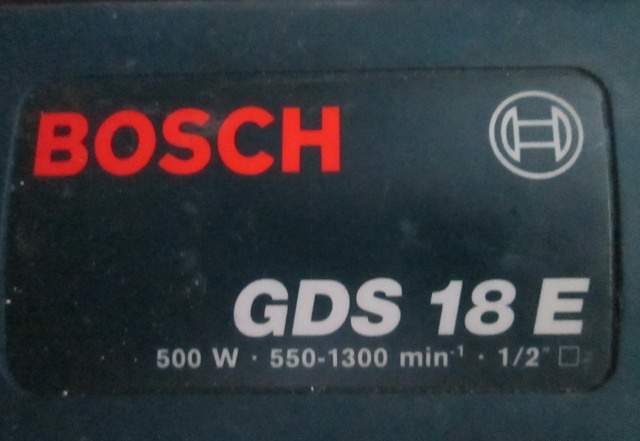 BOSCH
GDS 18 E
500 W · 550-1300 min⁻¹ · 1/2" □